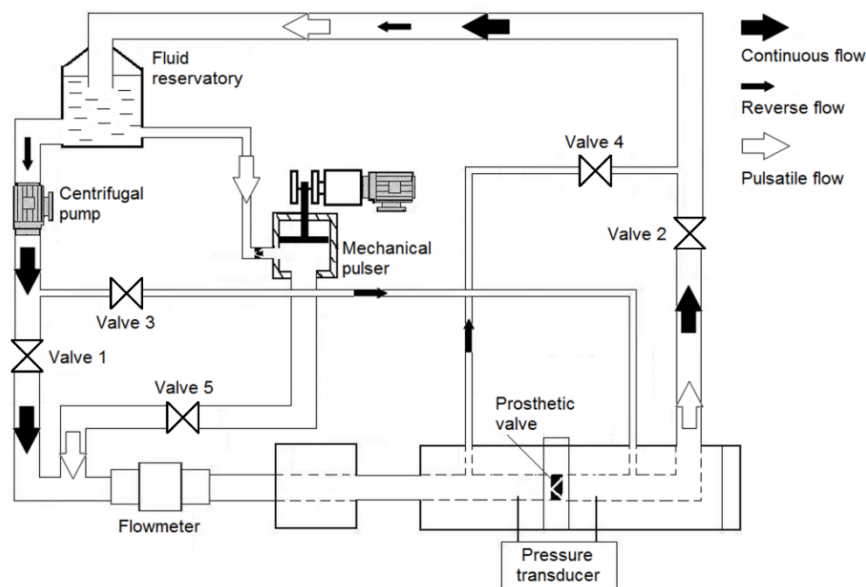 Fluid
reservatory
Continuous flow
Reverse flow
Pulsatile flow
Valve 4
Centrifugal
pump
Mechanical
pulser
Valve 2
Valve 3
Valve 1
Valve 5
Prosthetic
valve
Flowmeter
Pressure
transducer